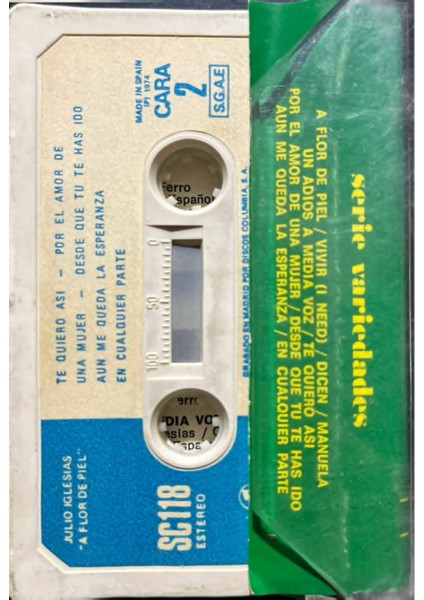 JULIO IGLESIAS
"A FLOR DE PIEL"
TE QUIERO ASI — POR EL AMOR DE
UNA MUJER — DESDE QUE TU TE HAS IDO
AUN ME QUEDA LA ESPERANZA
EN CUALQUIER PARTE
MADE IN SPAIN
(P) 1974
CARA
2
S.G.A.E.
SC118
ESTEREO
100 50 0
GRABADO EN MADRID POR DISCOS COLUMBIA, S. A.
serie variedades
A FLOR DE PIEL / VIVIR (I NEED) / DICEN / MANUELA
UN ADIOS A MEDIA VOZ / TE QUIERO ASI
POR EL AMOR DE UNA MUJER / DESDE QUE TU TE HAS IDO
AUN ME QUEDA LA ESPERANZA / EN CUALQUIER PARTE